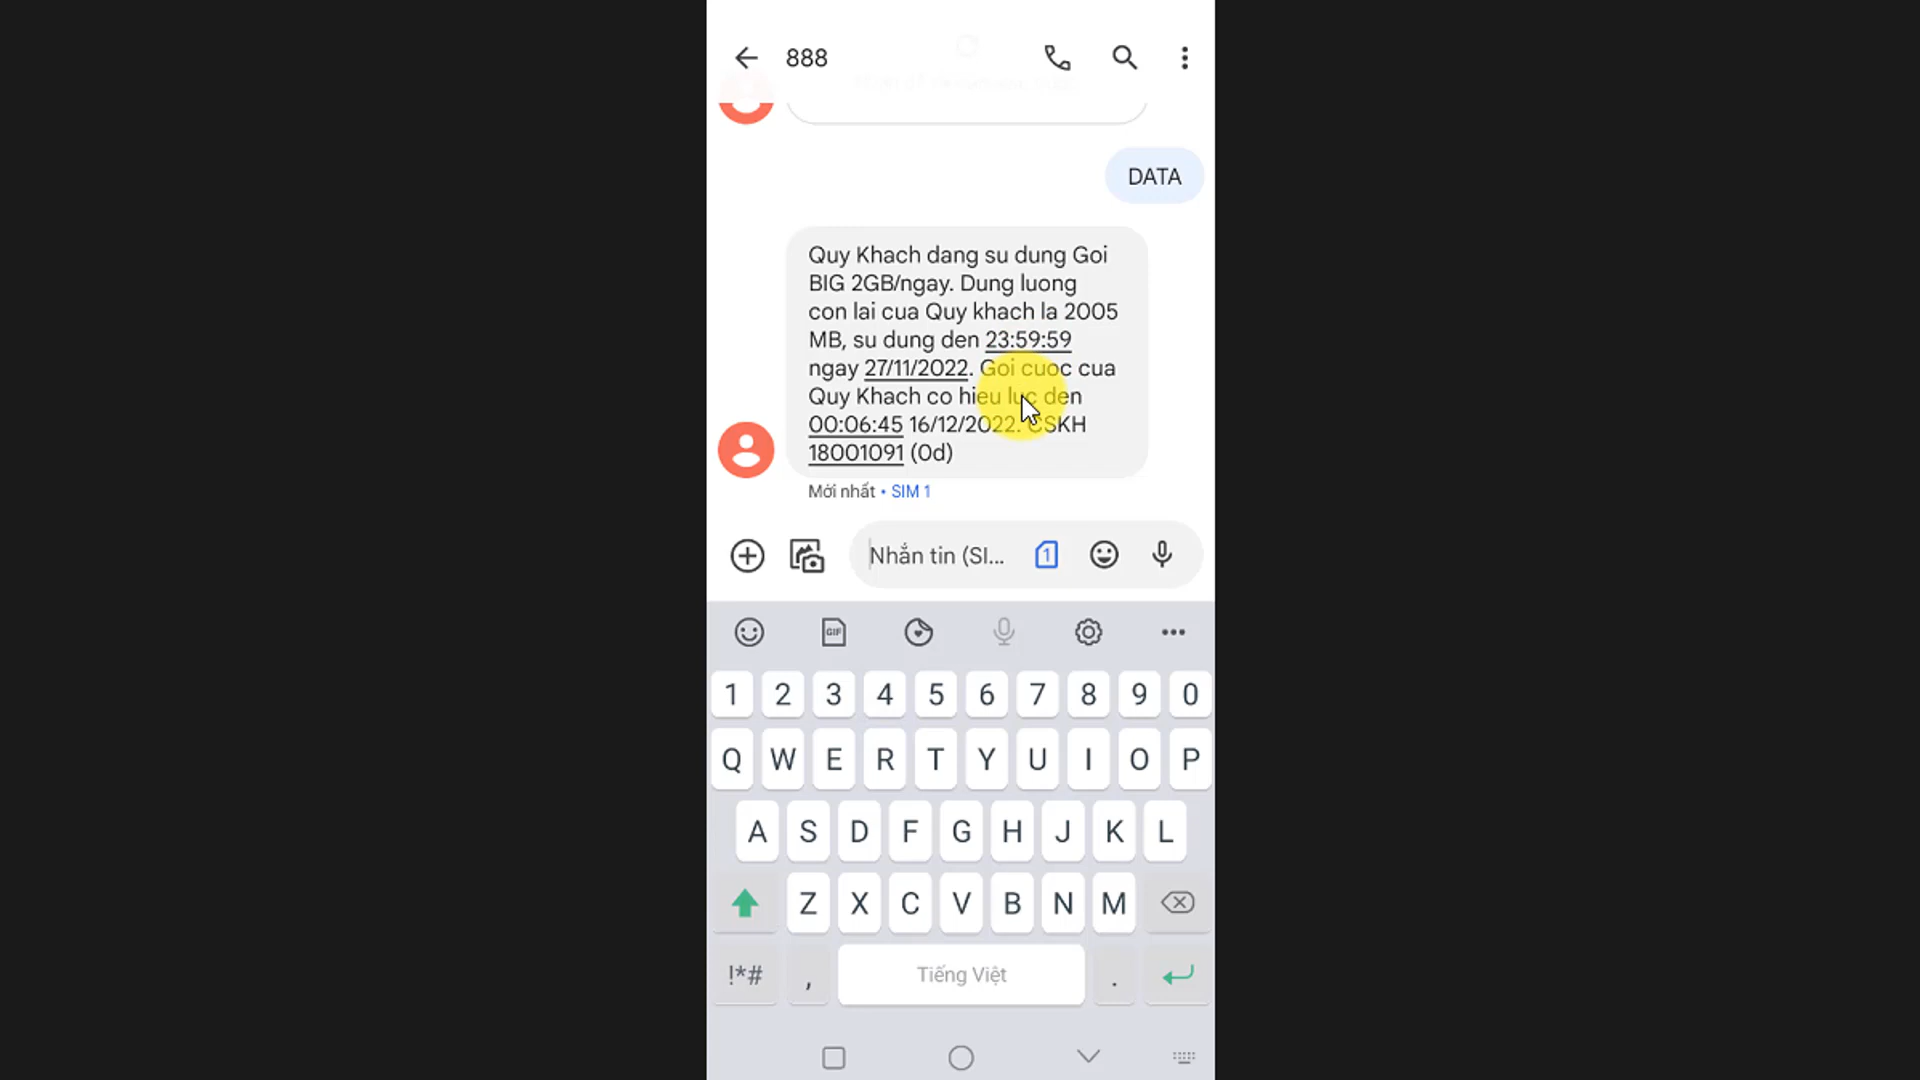 888
DATA
Quy Khach dang su dung Goi
BIG 2GB/ngay. Dung luong
con lai cua Quy khach la 2005
MB, su dung den 23:59:59
ngay 27/11/2022. Goi cuoc cua
Quy Khach co hieu luc den
00:06:45 16/12/2022. CSKH
18001091 (0d)
Mới nhất • SIM 1
Nhắn tin (SI... 1
GIF
1 2 3 4 5 6 7 8 9 0
Q W E R T Y U I O P
A S D F G H J K L
Z X C V B N M
!*# , Tiếng Việt .